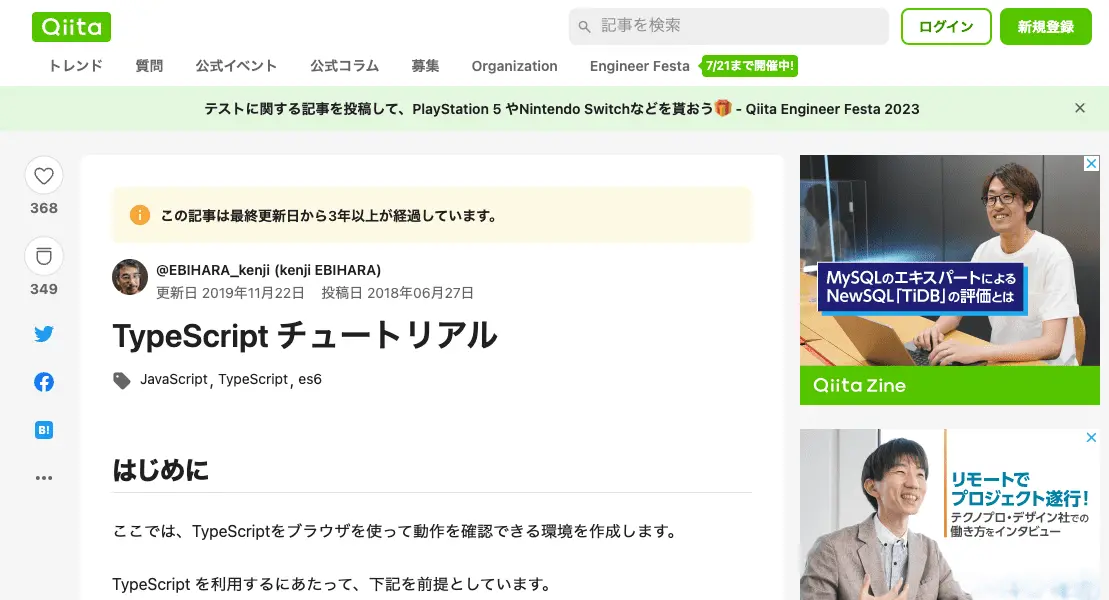 Qiita
記事を検索
ログイン
新規登録
トレンド 質問 公式イベント 公式コラム 募集 Organization Engineer Festa 7/21まで開催中!
テストに関する記事を投稿して、PlayStation 5 やNintendo Switchなどを貰おう🎁 - Qiita Engineer Festa 2023
368
349
B!
この記事は最終更新日から3年以上が経過しています。
@EBIHARA_kenji (kenji EBIHARA)
更新日 2019年11月22日 投稿日 2018年06月27日
TypeScript チュートリアル
JavaScript, TypeScript, es6
はじめに
ここでは、TypeScriptをブラウザを使って動作を確認できる環境を作成します。
TypeScript を利用するにあたって、下記を前提としています。
MySQLのエキスパートによる
NewSQL「TiDB」の評価とは
Qiita Zine
リモートで
プロジェクト遂行!
テクノプロ・デザイン社での
働き方をインタビュー